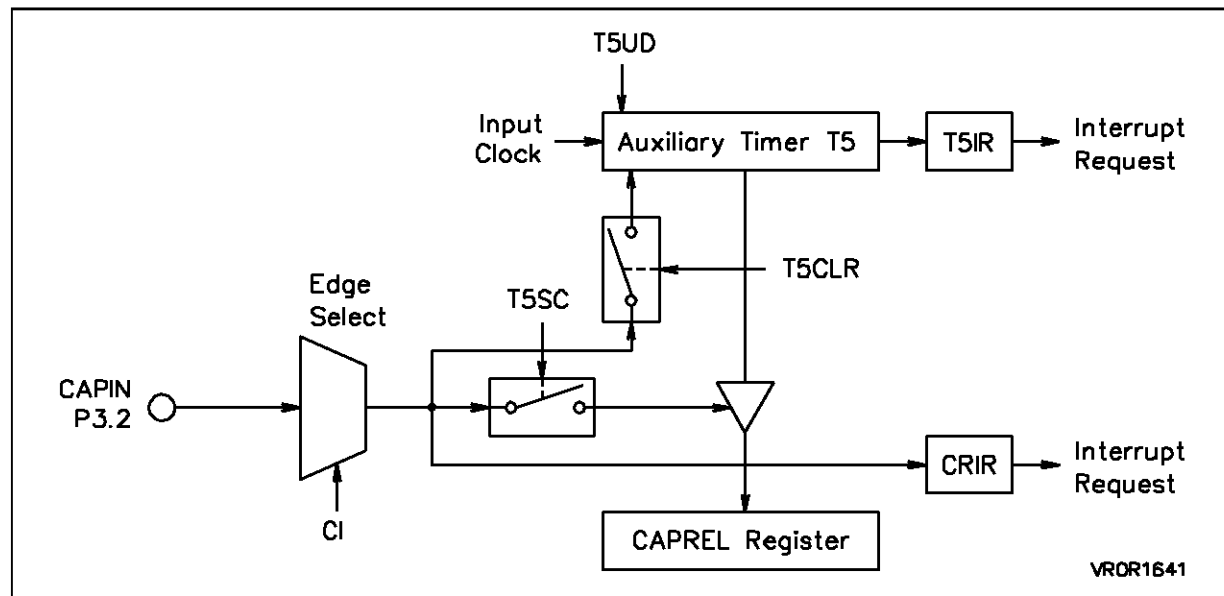 T5UD
Input
Clock
Auxiliary Timer T5
T5IR
Interrupt
Request
T5CLR
Edge
Select
T5SC
CAPIN
P3.2
CI
CRIR
Interrupt
Request
CAPREL Register
VROR1641